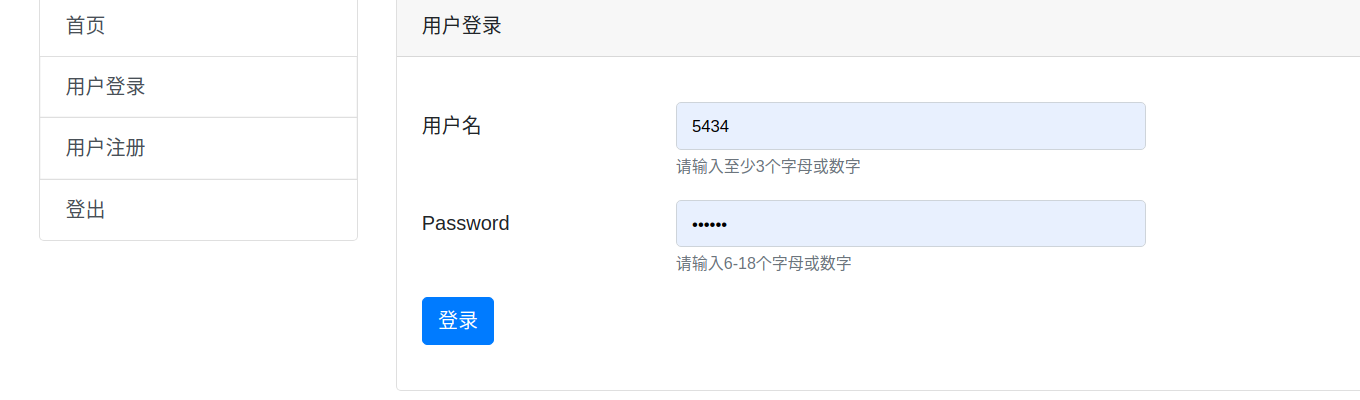 首页
用户登录
用户注册
登出
用户登录
用户名
5434
请输入至少3个字母或数字
Password
••••••
请输入6-18个字母或数字
登录